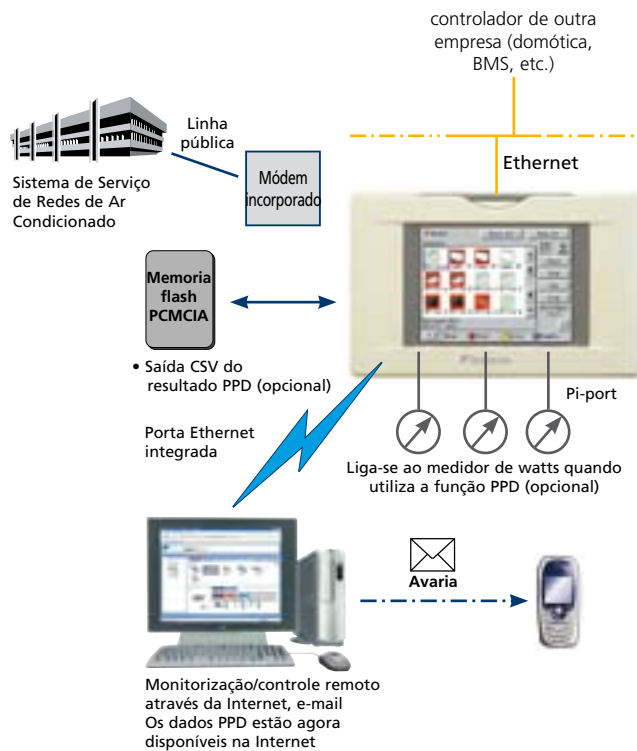 controlador de outra
empresa (domótica,
BMS, etc.)
Linha
pública
Ethernet
Módem
incorporado
Sistema de Serviço
de Redes de Ar
Condicionado
Memoria
flash
PCMCIA
• Saída CSV do
resultado PPD (opcional)
Pi-port
Porta Ethernet
integrada
Liga-se ao medidor de watts quando
utiliza a função PPD (opcional)
Avaria
Monitorização/controle remoto
através da Internet, e-mail
Os dados PPD estão agora
disponíveis na Internet